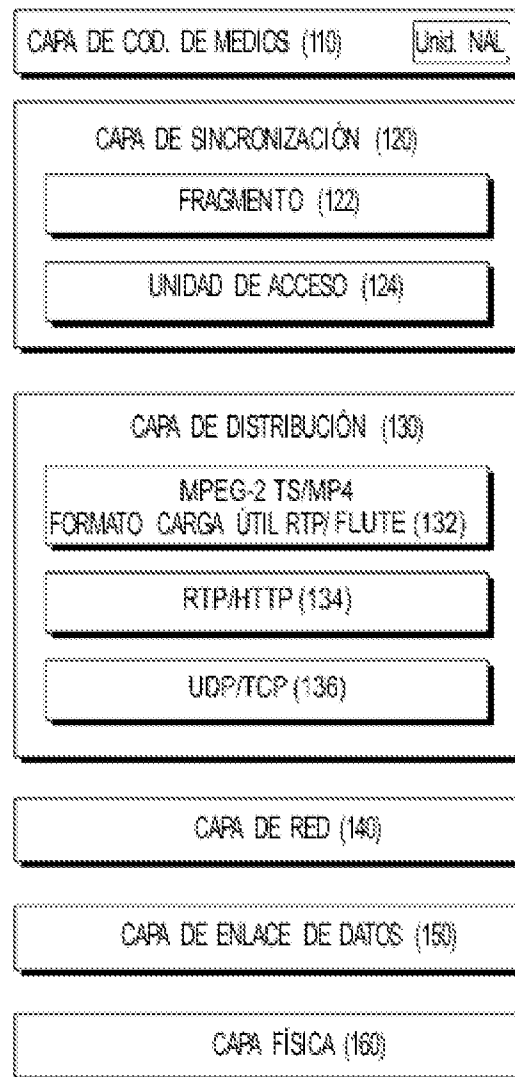 CAPA DE COD. DE MEDIOS (110) Unid. NAL
CAPA DE SINCRONIZACIÓN (120)
FRAGMENTO (122)
UNIDAD DE ACCESO (124)
CAPA DE DISTRIBUCIÓN (130)
MPEG-2 TS/MP4
FORMATO CARGA ÚTIL RTP/FLUTE (132)
RTP/HTTP (134)
UDP/TCP (136)
CAPA DE RED (140)
CAPA DE ENLACE DE DATOS (150)
CAPA FÍSICA (160)